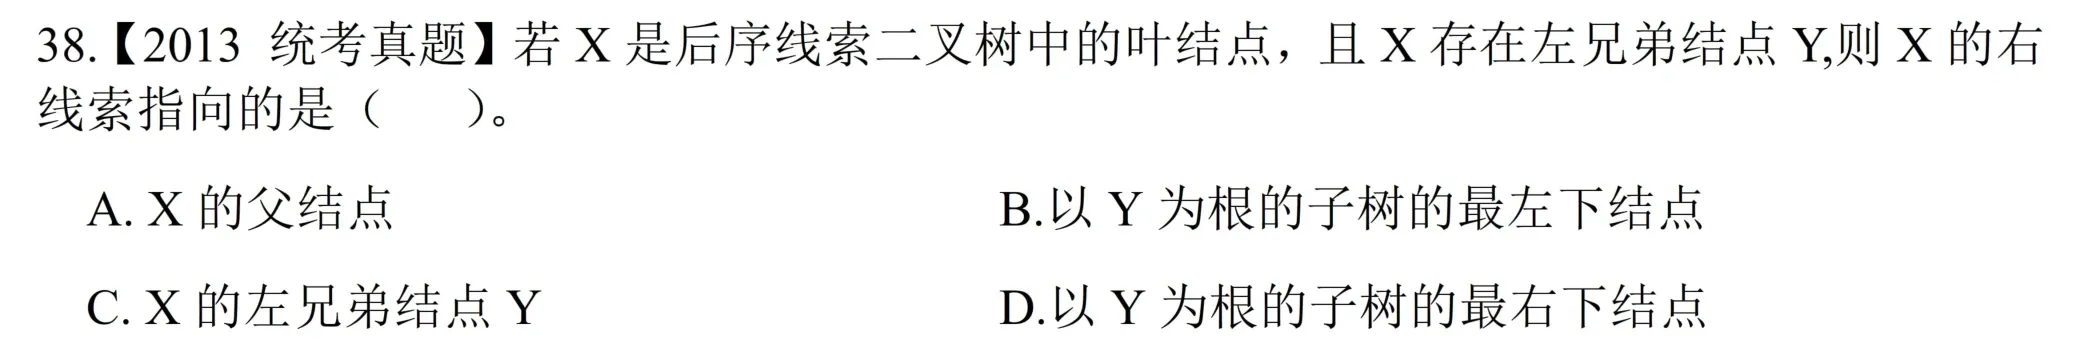 38.【2013 统考真题】若 X 是后序线索二叉树中的叶结点，且 X 存在左兄弟结点 Y,则 X 的右
线索指向的是（  ）。
A. X 的父结点 B.以 Y 为根的子树的最左下结点
C. X 的左兄弟结点 Y D.以 Y 为根的子树的最右下结点